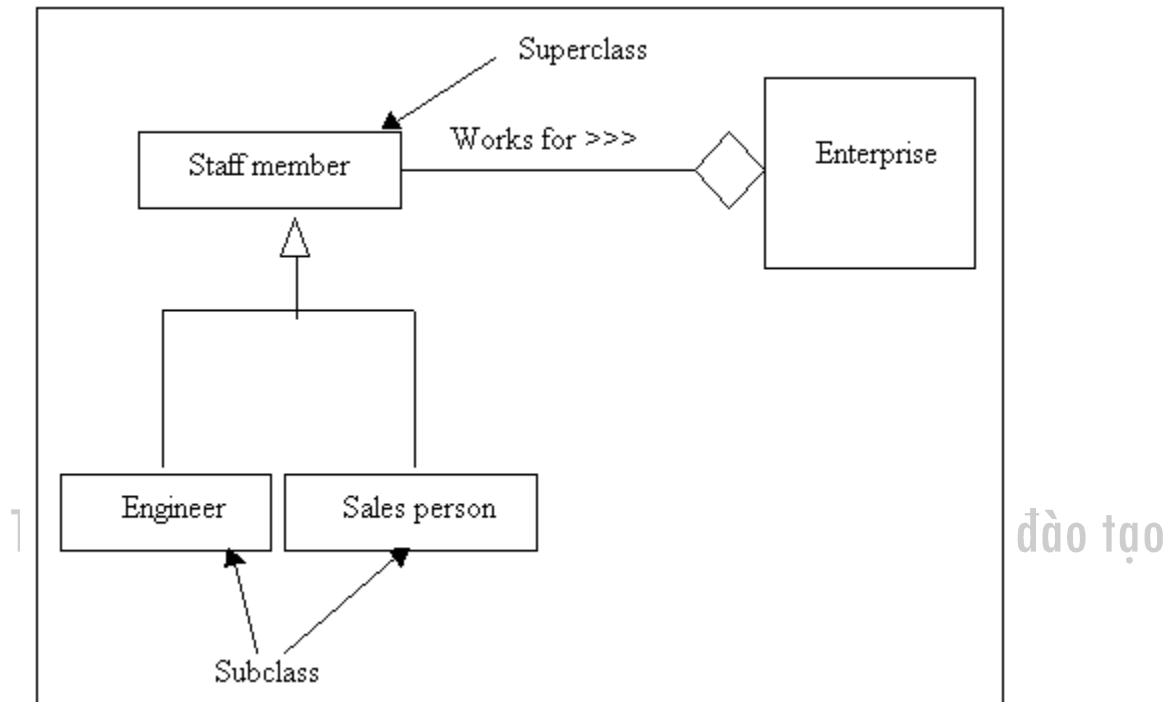 Superclass
Works for >>>
Staff member
Enterprise
Engineer
Sales person
đào tạo
Subclass